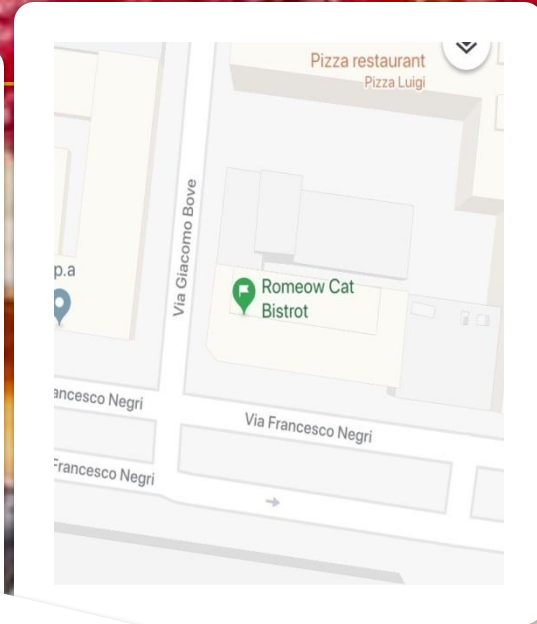 Pizza restaurant
Pizza Luigi
Via Giacomo Bove
p.a
Romeow Cat
Bistrot
ancesco Negri
Via Francesco Negri
Francesco Negri